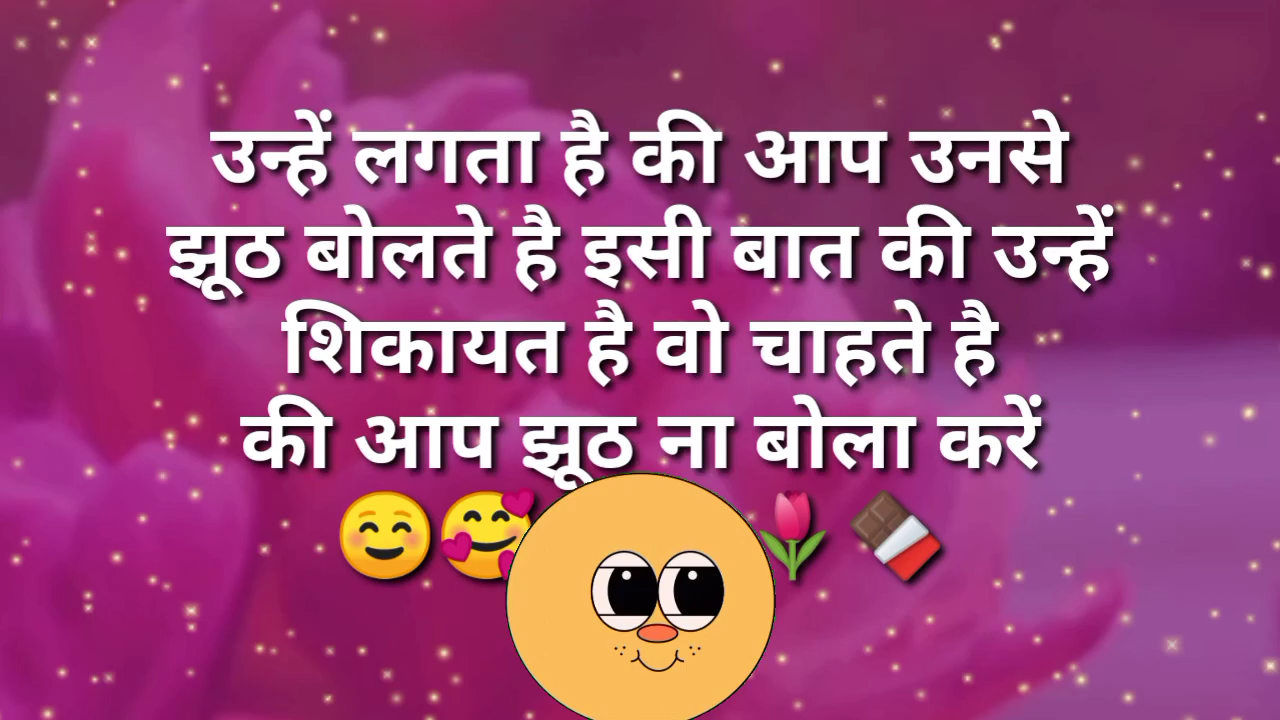 उन्हें लगता है की आप उनसे
झूठ बोलते है इसी बात की उन्हें
शिकायत है वो चाहते है
की आप झूठ ना बोला करें